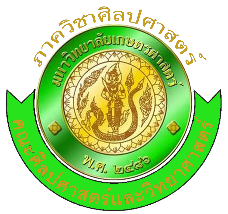 ภาควิชาศิลปศาสตร์
มหาวิทยาลัยเกษตรศาสตร์
พ.ศ. ๒๔๘๖
คณะศิลปศาสตร์และวิทยาศาสตร์